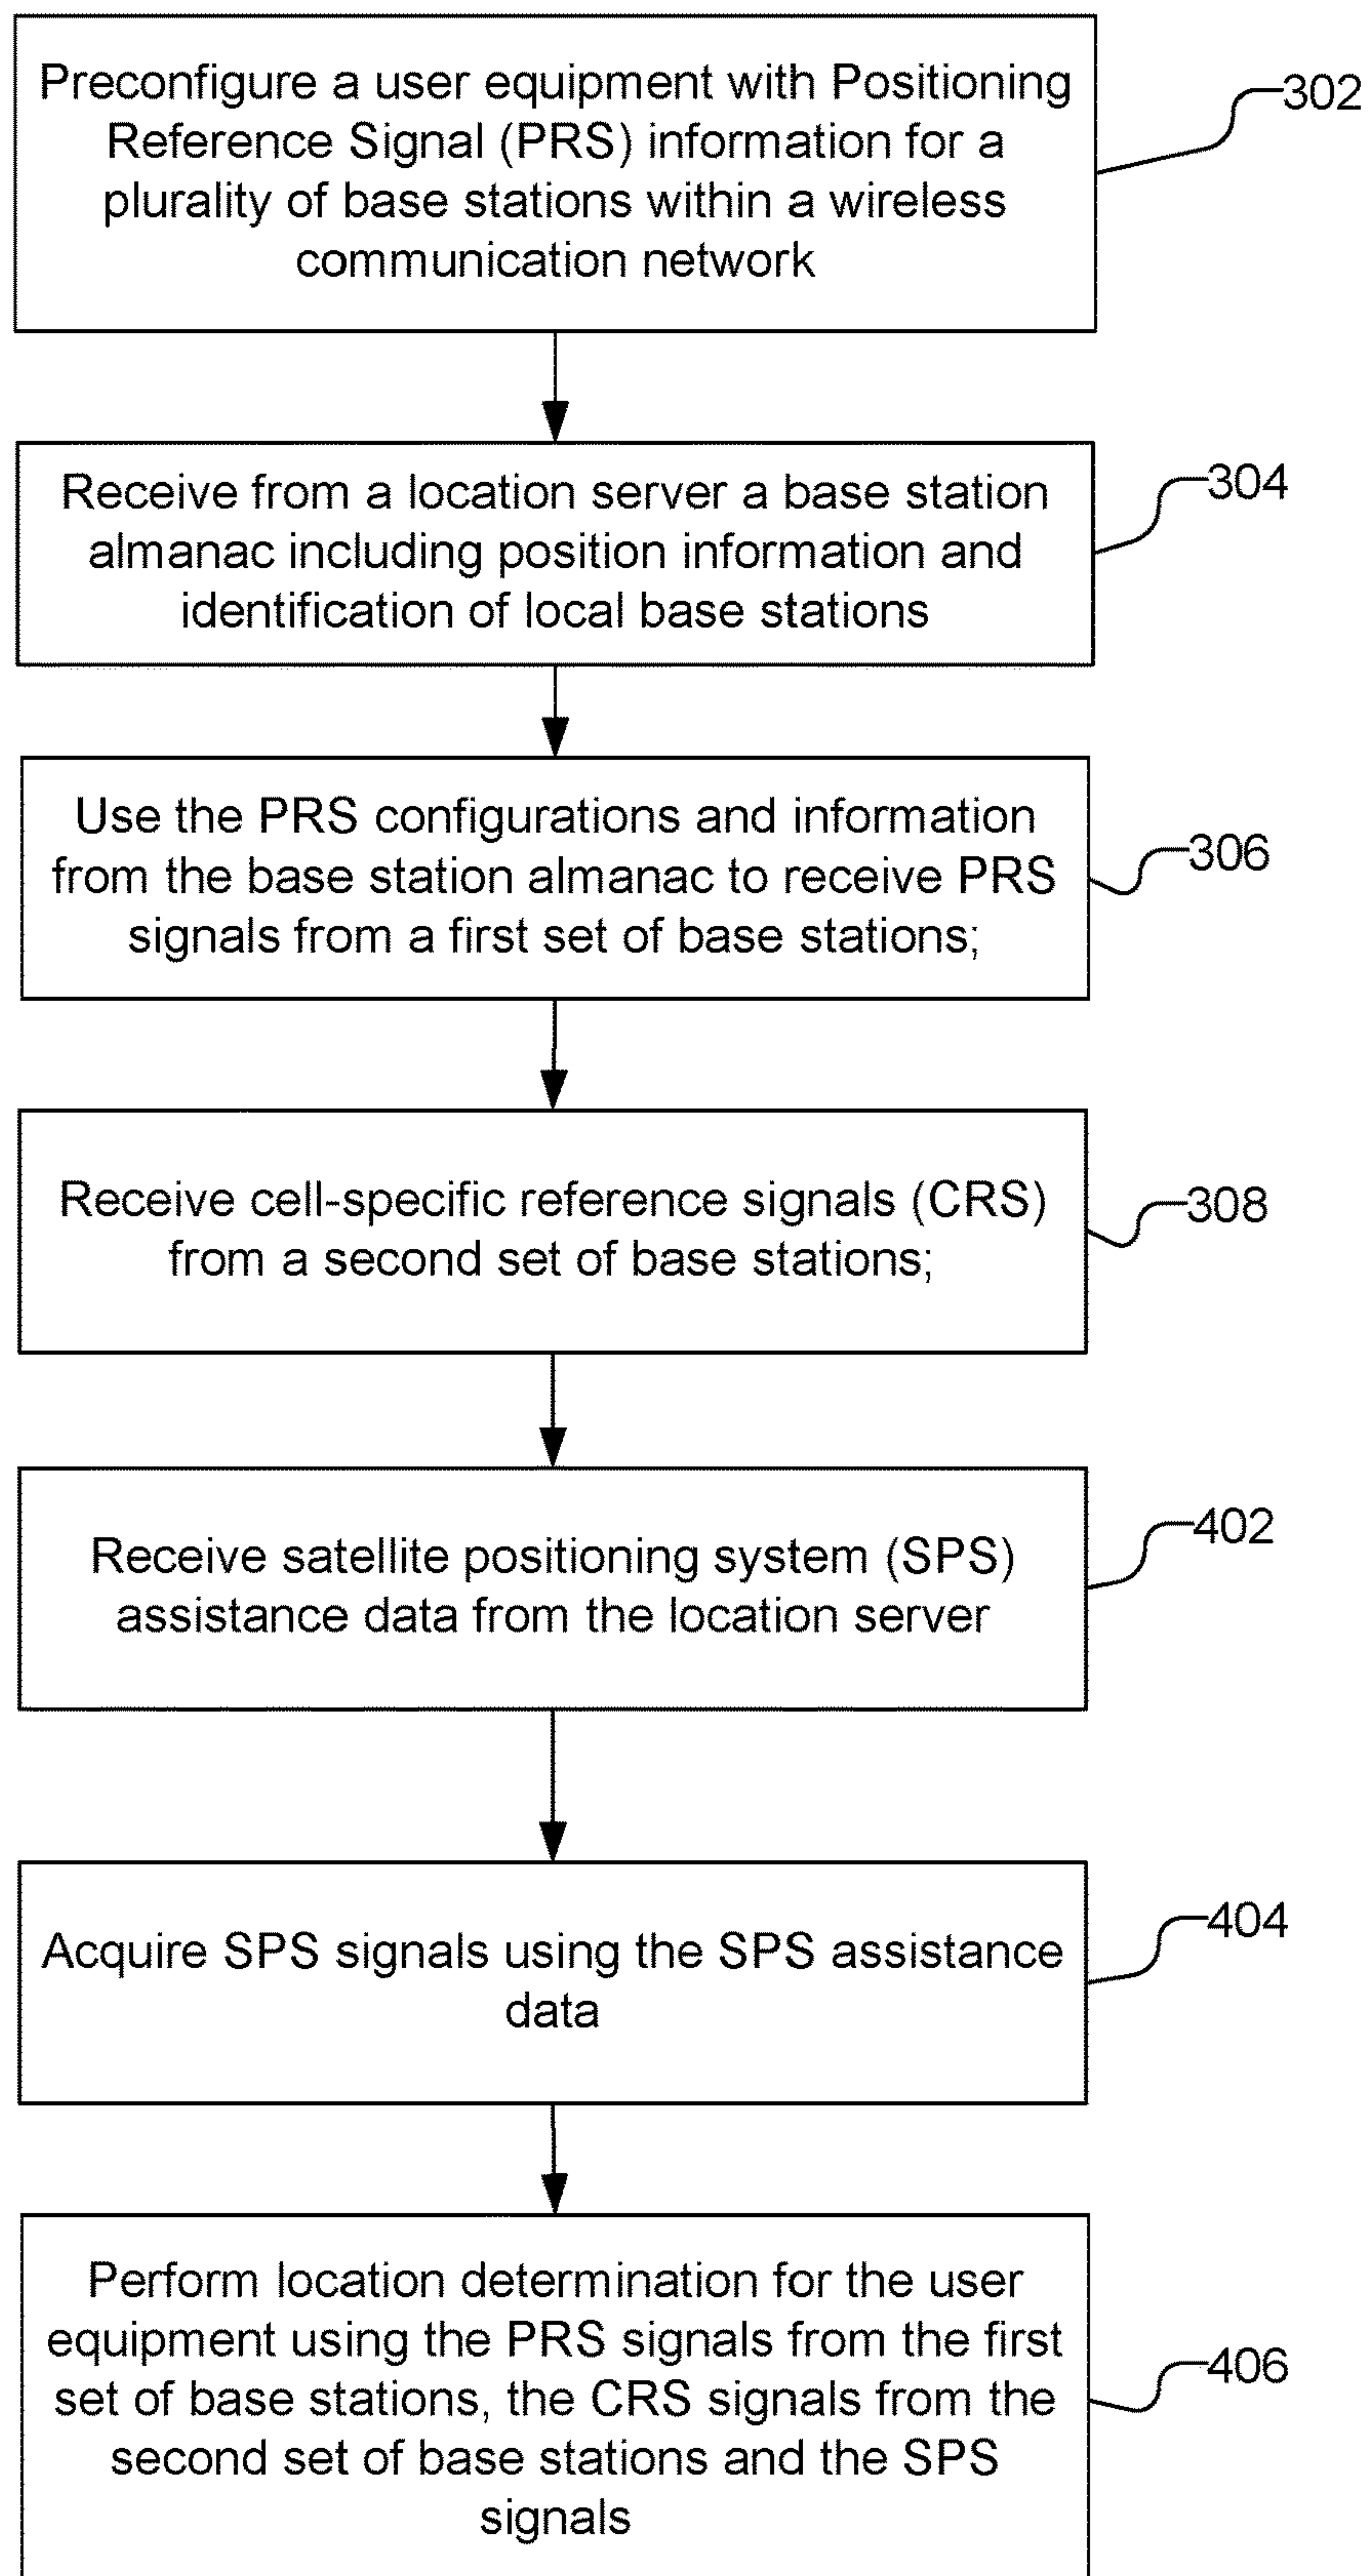 Preconfigure a user equipment with Positioning
Reference Signal (PRS) information for a
plurality of base stations within a wireless
communication network
302
Receive from a location server a base station
almanac including position information and
identification of local base stations
304
Use the PRS configurations and information
from the base station almanac to receive PRS
signals from a first set of base stations;
306
Receive cell-specific reference signals (CRS)
from a second set of base stations;
308
Receive satellite positioning system (SPS)
assistance data from the location server
402
Acquire SPS signals using the SPS assistance
data
404
Perform location determination for the user
equipment using the PRS signals from the first
set of base stations, the CRS signals from the
second set of base stations and the SPS
signals
406